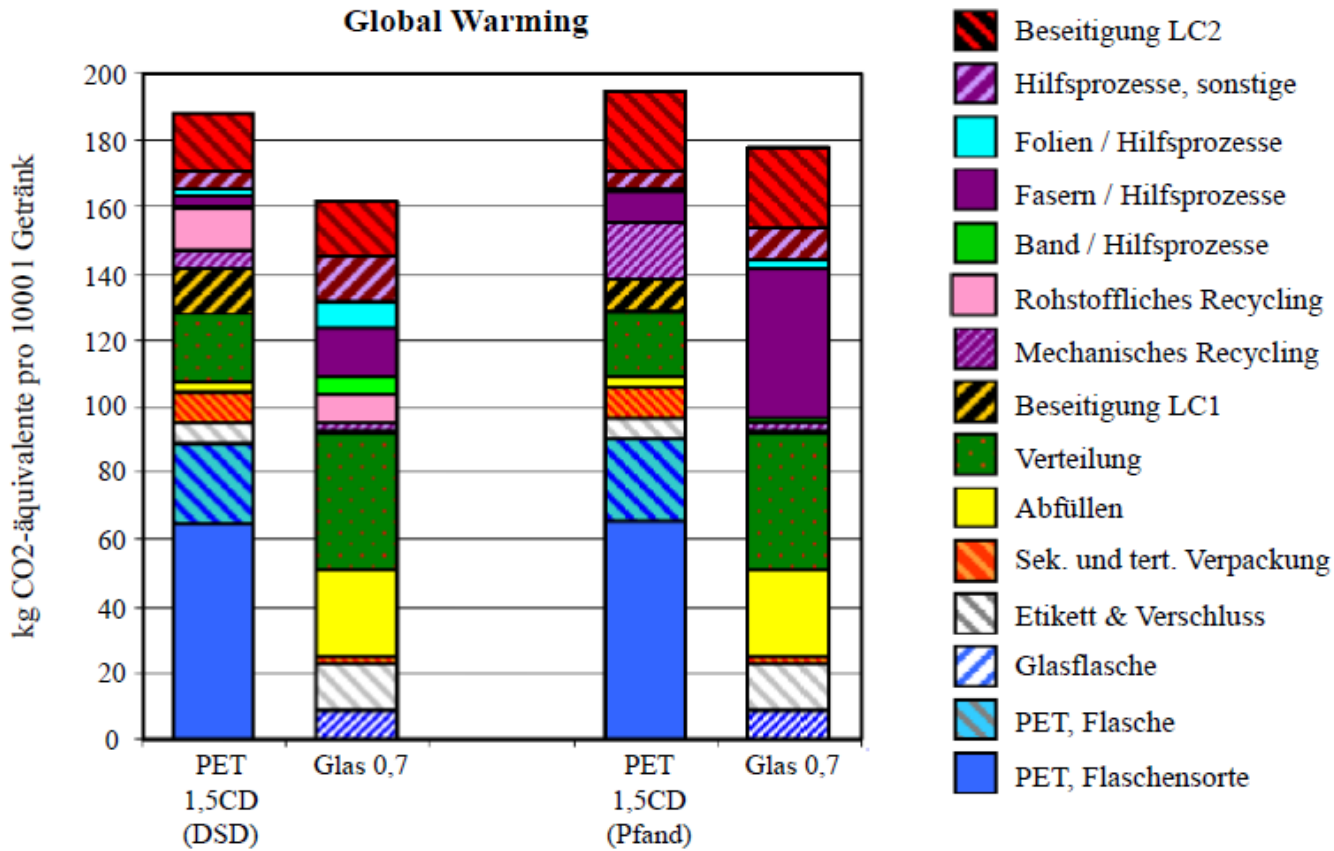 Global Warming
kg CO2-äquivalente pro 1000 l Getränk
200
180
160
140
120
100
80
60
40
20
0
PET
1,5CD
(DSD)
Glas 0,7
PET
1,5CD
(Pfand)
Glas 0,7
Beseitigung LC2
Hilfsprozesse, sonstige
Folien / Hilfsprozesse
Fasern / Hilfsprozesse
Band / Hilfsprozesse
Rohstoffliches Recycling
Mechanisches Recycling
Beseitigung LC1
Verteilung
Abfüllen
Sek. und tert. Verpackung
Etikett & Verschluss
Glasflasche
PET, Flasche
PET, Flaschensorte